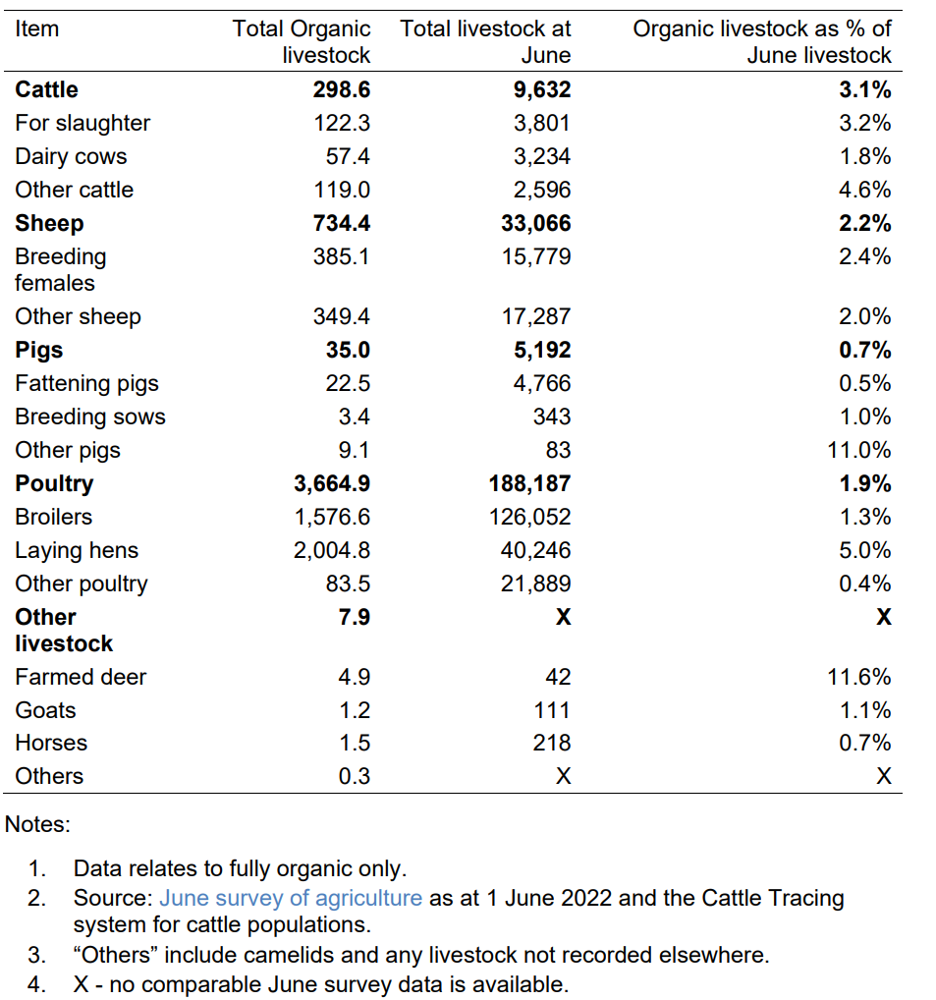 Item Total Organic livestock Total livestock at June Organic livestock as % of June livestock
Cattle 298.6 9,632 3.1%
For slaughter 122.3 3,801 3.2%
Dairy cows 57.4 3,234 1.8%
Other cattle 119.0 2,596 4.6%
Sheep 734.4 33,066 2.2%
Breeding females 385.1 15,779 2.4%
Other sheep 349.4 17,287 2.0%
Pigs 35.0 5,192 0.7%
Fattening pigs 22.5 4,766 0.5%
Breeding sows 3.4 343 1.0%
Other pigs 9.1 83 11.0%
Poultry 3,664.9 188,187 1.9%
Broilers 1,576.6 126,052 1.3%
Laying hens 2,004.8 40,246 5.0%
Other poultry 83.5 21,889 0.4%
Other livestock 7.9 X X
Farmed deer 4.9 42 11.6%
Goats 1.2 111 1.1%
Horses 1.5 218 0.7%
Others 0.3 X X
Notes:
1. Data relates to fully organic only.
2. Source: June survey of agriculture as at 1 June 2022 and the Cattle Tracing
system for cattle populations.
3. “Others” include camelids and any livestock not recorded elsewhere.
4. X - no comparable June survey data is available.